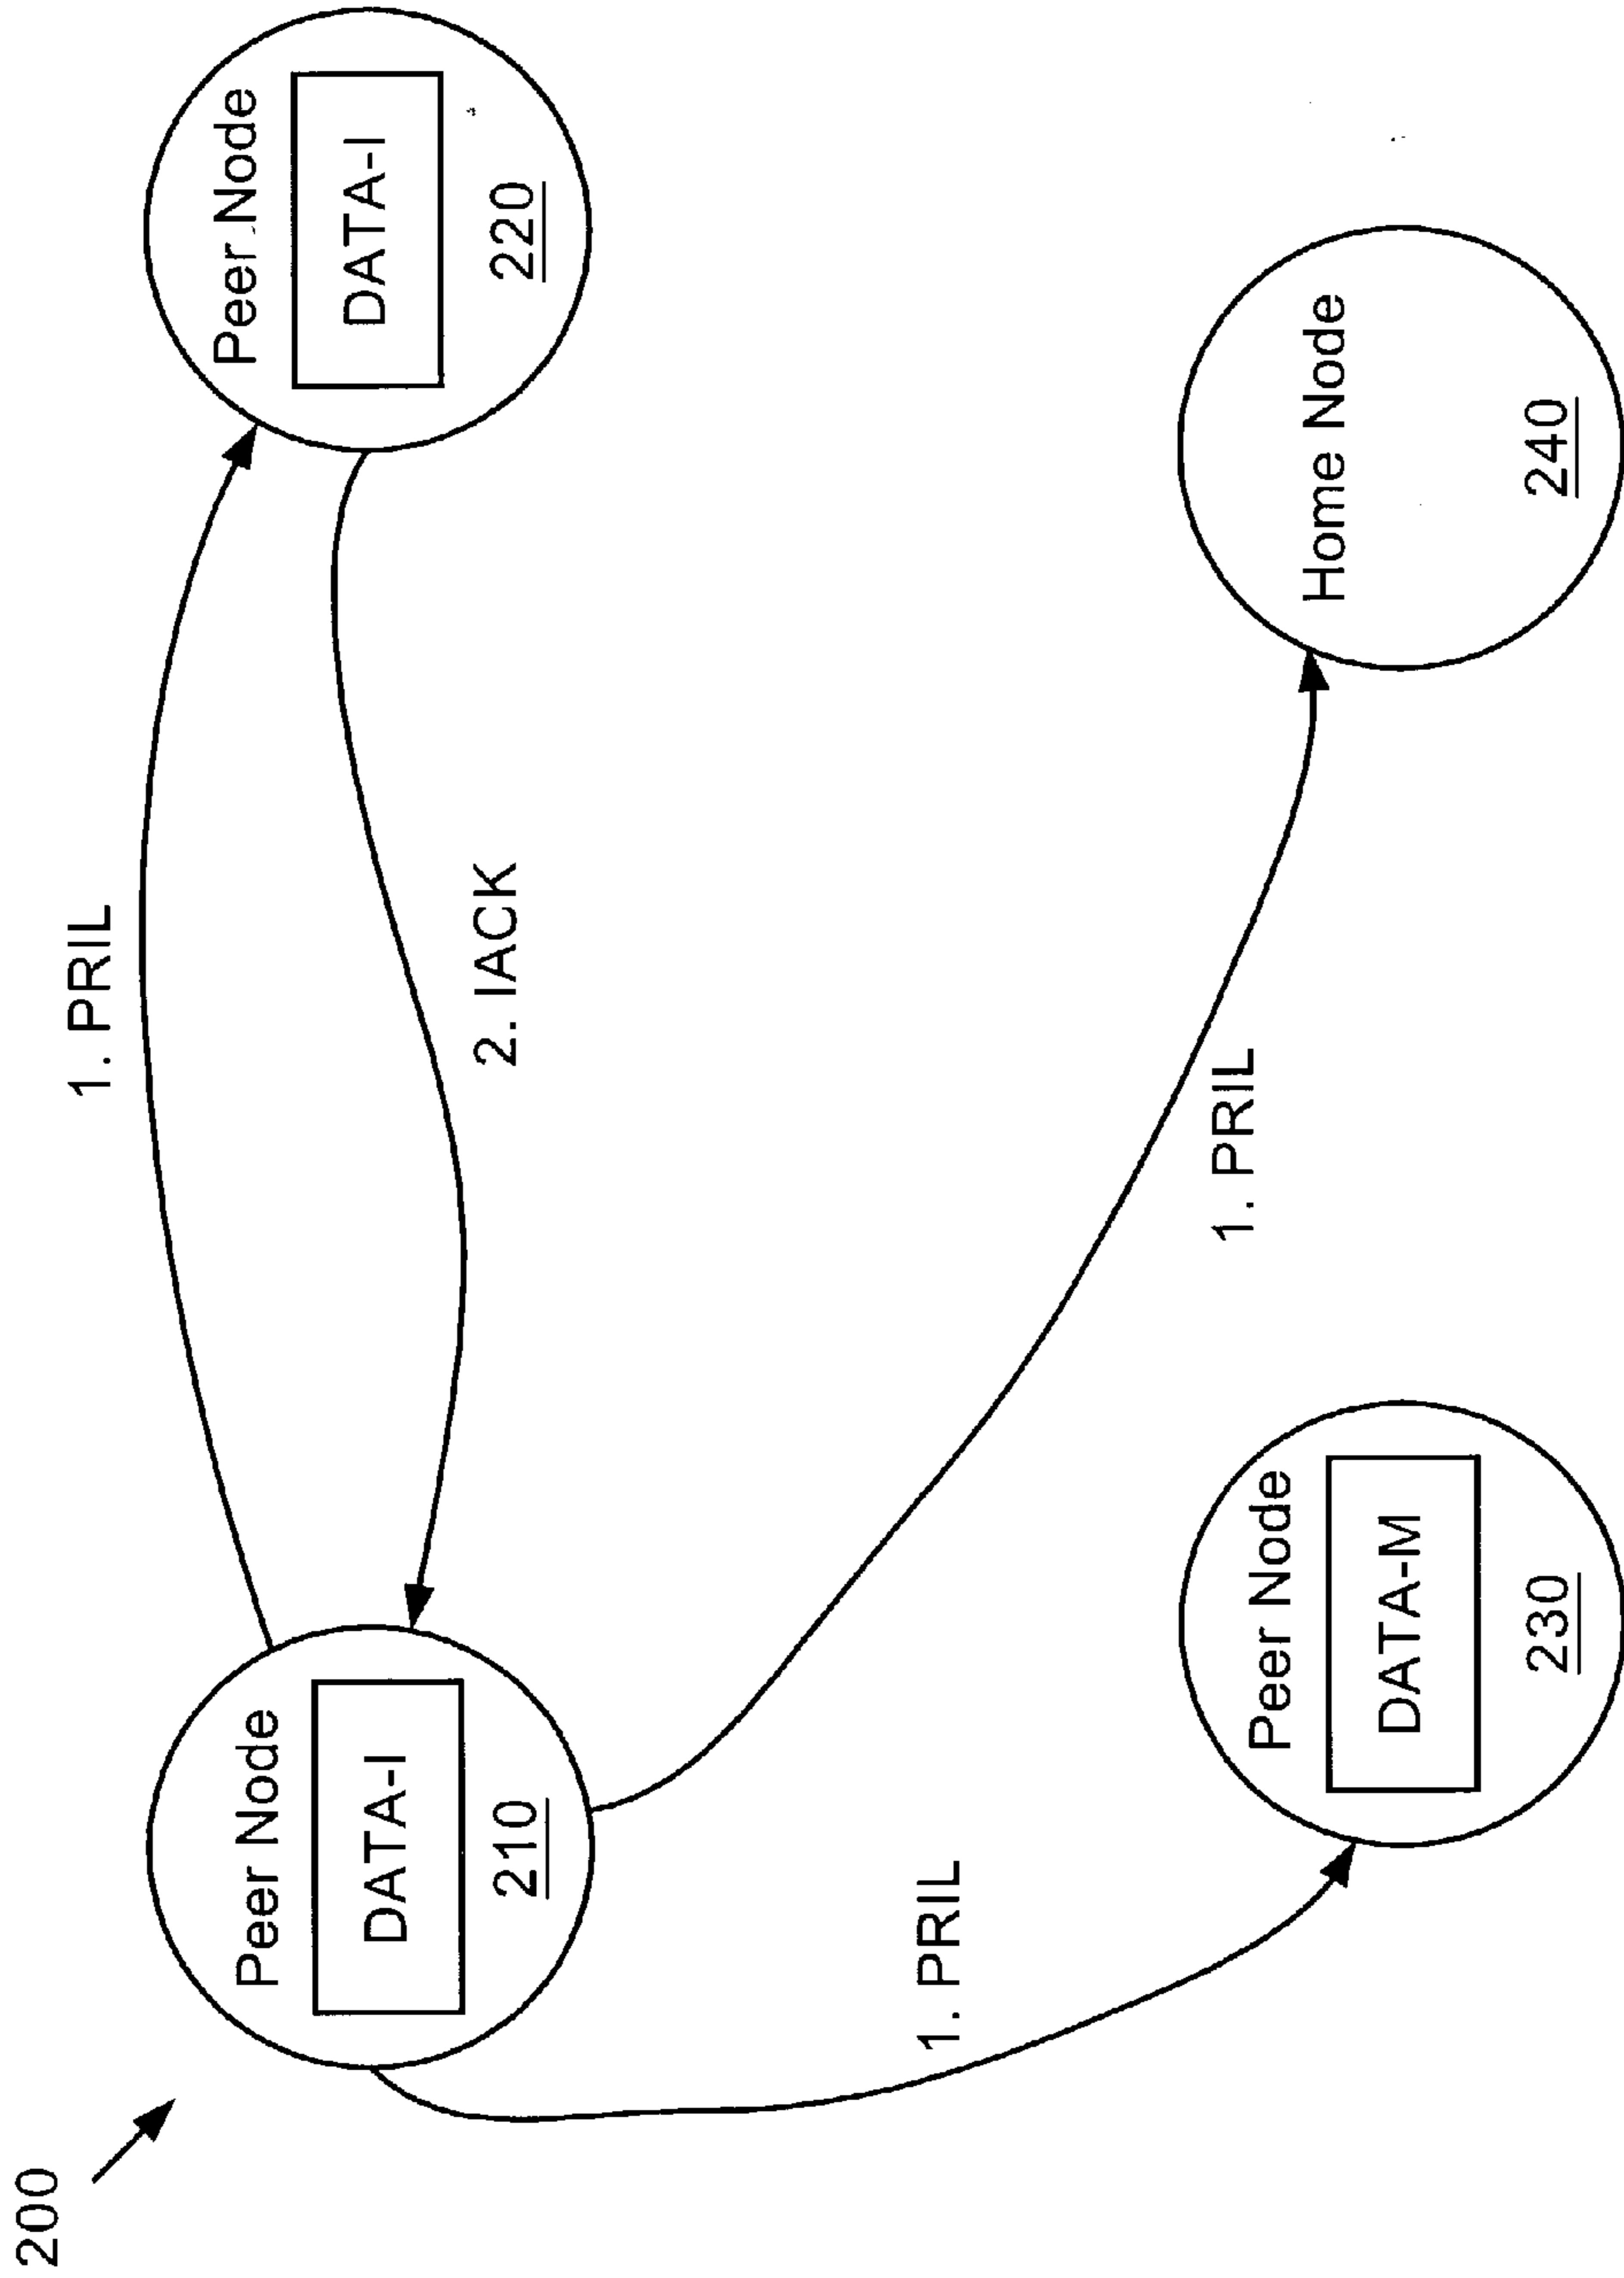 200
1. PRIL
Peer Node
DATA-I
210
Peer Node
DATA-I
220
2. IACK
1. PRIL
1. PRIL
Peer Node
DATA-M
230
Home Node
240